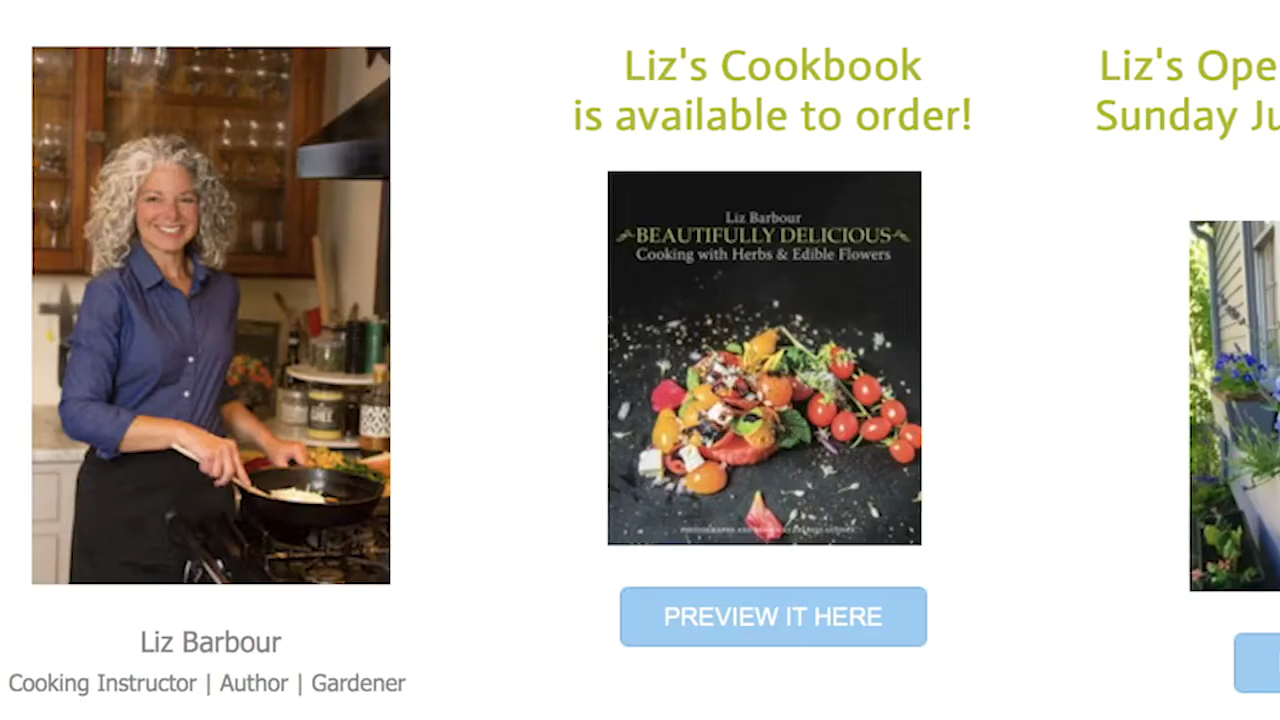 Liz's Cookbook
is available to order!
Liz's Ope
Sunday Ju
Liz Barbour
BEAUTIFULLY DELICIOUS
Cooking with Herbs & Edible Flowers
PREVIEW IT HERE
Liz Barbour
Cooking Instructor | Author | Gardener